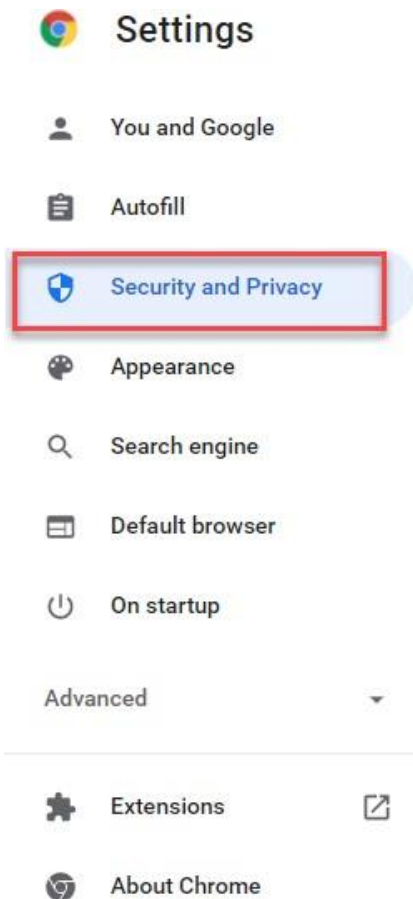 Settings
You and Google
Autofill
Security and Privacy
Appearance
Search engine
Default browser
On startup
Advanced
Extensions
About Chrome